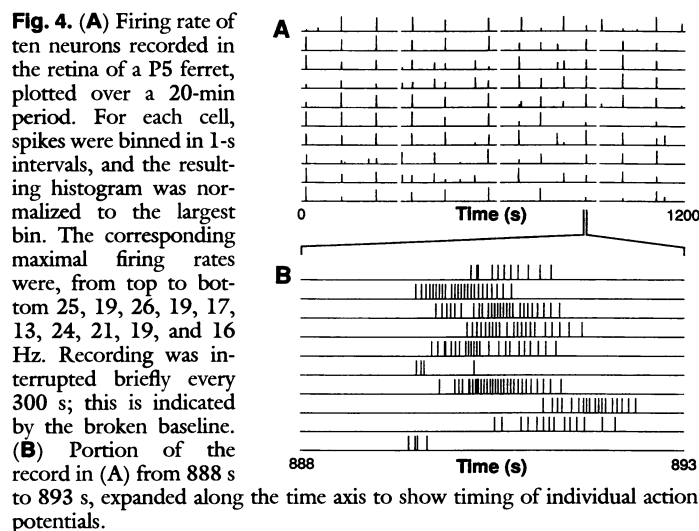 Fig. 4. (A) Firing rate of
ten neurons recorded in
the retina of a P5 ferret,
plotted over a 20-min
period. For each cell,
spikes were binned in 1-s
intervals, and the result-
ing histogram was nor-
malized to the largest
bin. The corresponding
maximal firing rates
were, from top to bot-
tom 25, 19, 26, 19, 17,
13, 24, 21, 19, and 16
Hz. Recording was in-
terrupted briefly every
300 s; this is indicated
by the broken baseline.
(B) Portion of the
record in (A) from 888 s
to 893 s, expanded along the time axis to show timing of individual action
potentials.
A
0 Time (s) 1200
B
888 Time (s) 893